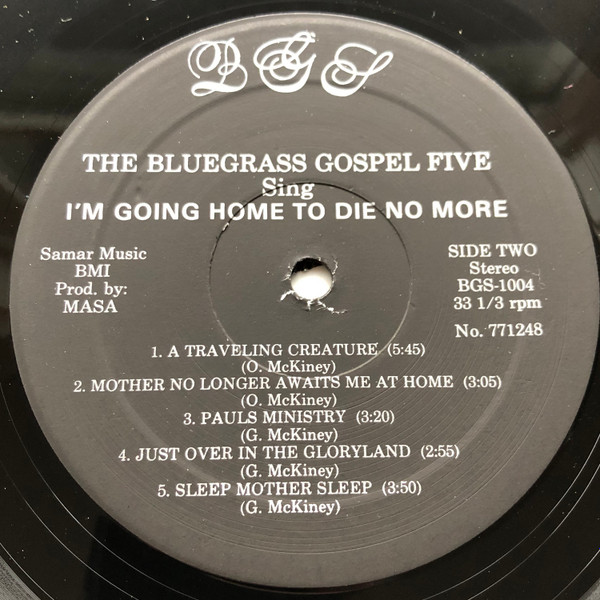 BGS
THE BLUEGRASS GOSPEL FIVE
Sing
I'M GOING HOME TO DIE NO MORE
Samar Music
BMI
Prod. by:
MASA
SIDE TWO
Stereo
BGS-1004
33 1/3 rpm
No. 771248
1. A TRAVELING CREATURE (5:45)
(O. McKiney)
2. MOTHER NO LONGER AWAITS ME AT HOME (3:05)
(O. McKiney)
3. PAULS MINISTRY (3:20)
(G. McKiney)
4. JUST OVER IN THE GLORYLAND (2:55)
(G. McKiney)
5. SLEEP MOTHER SLEEP (3:50)
(G. McKiney)